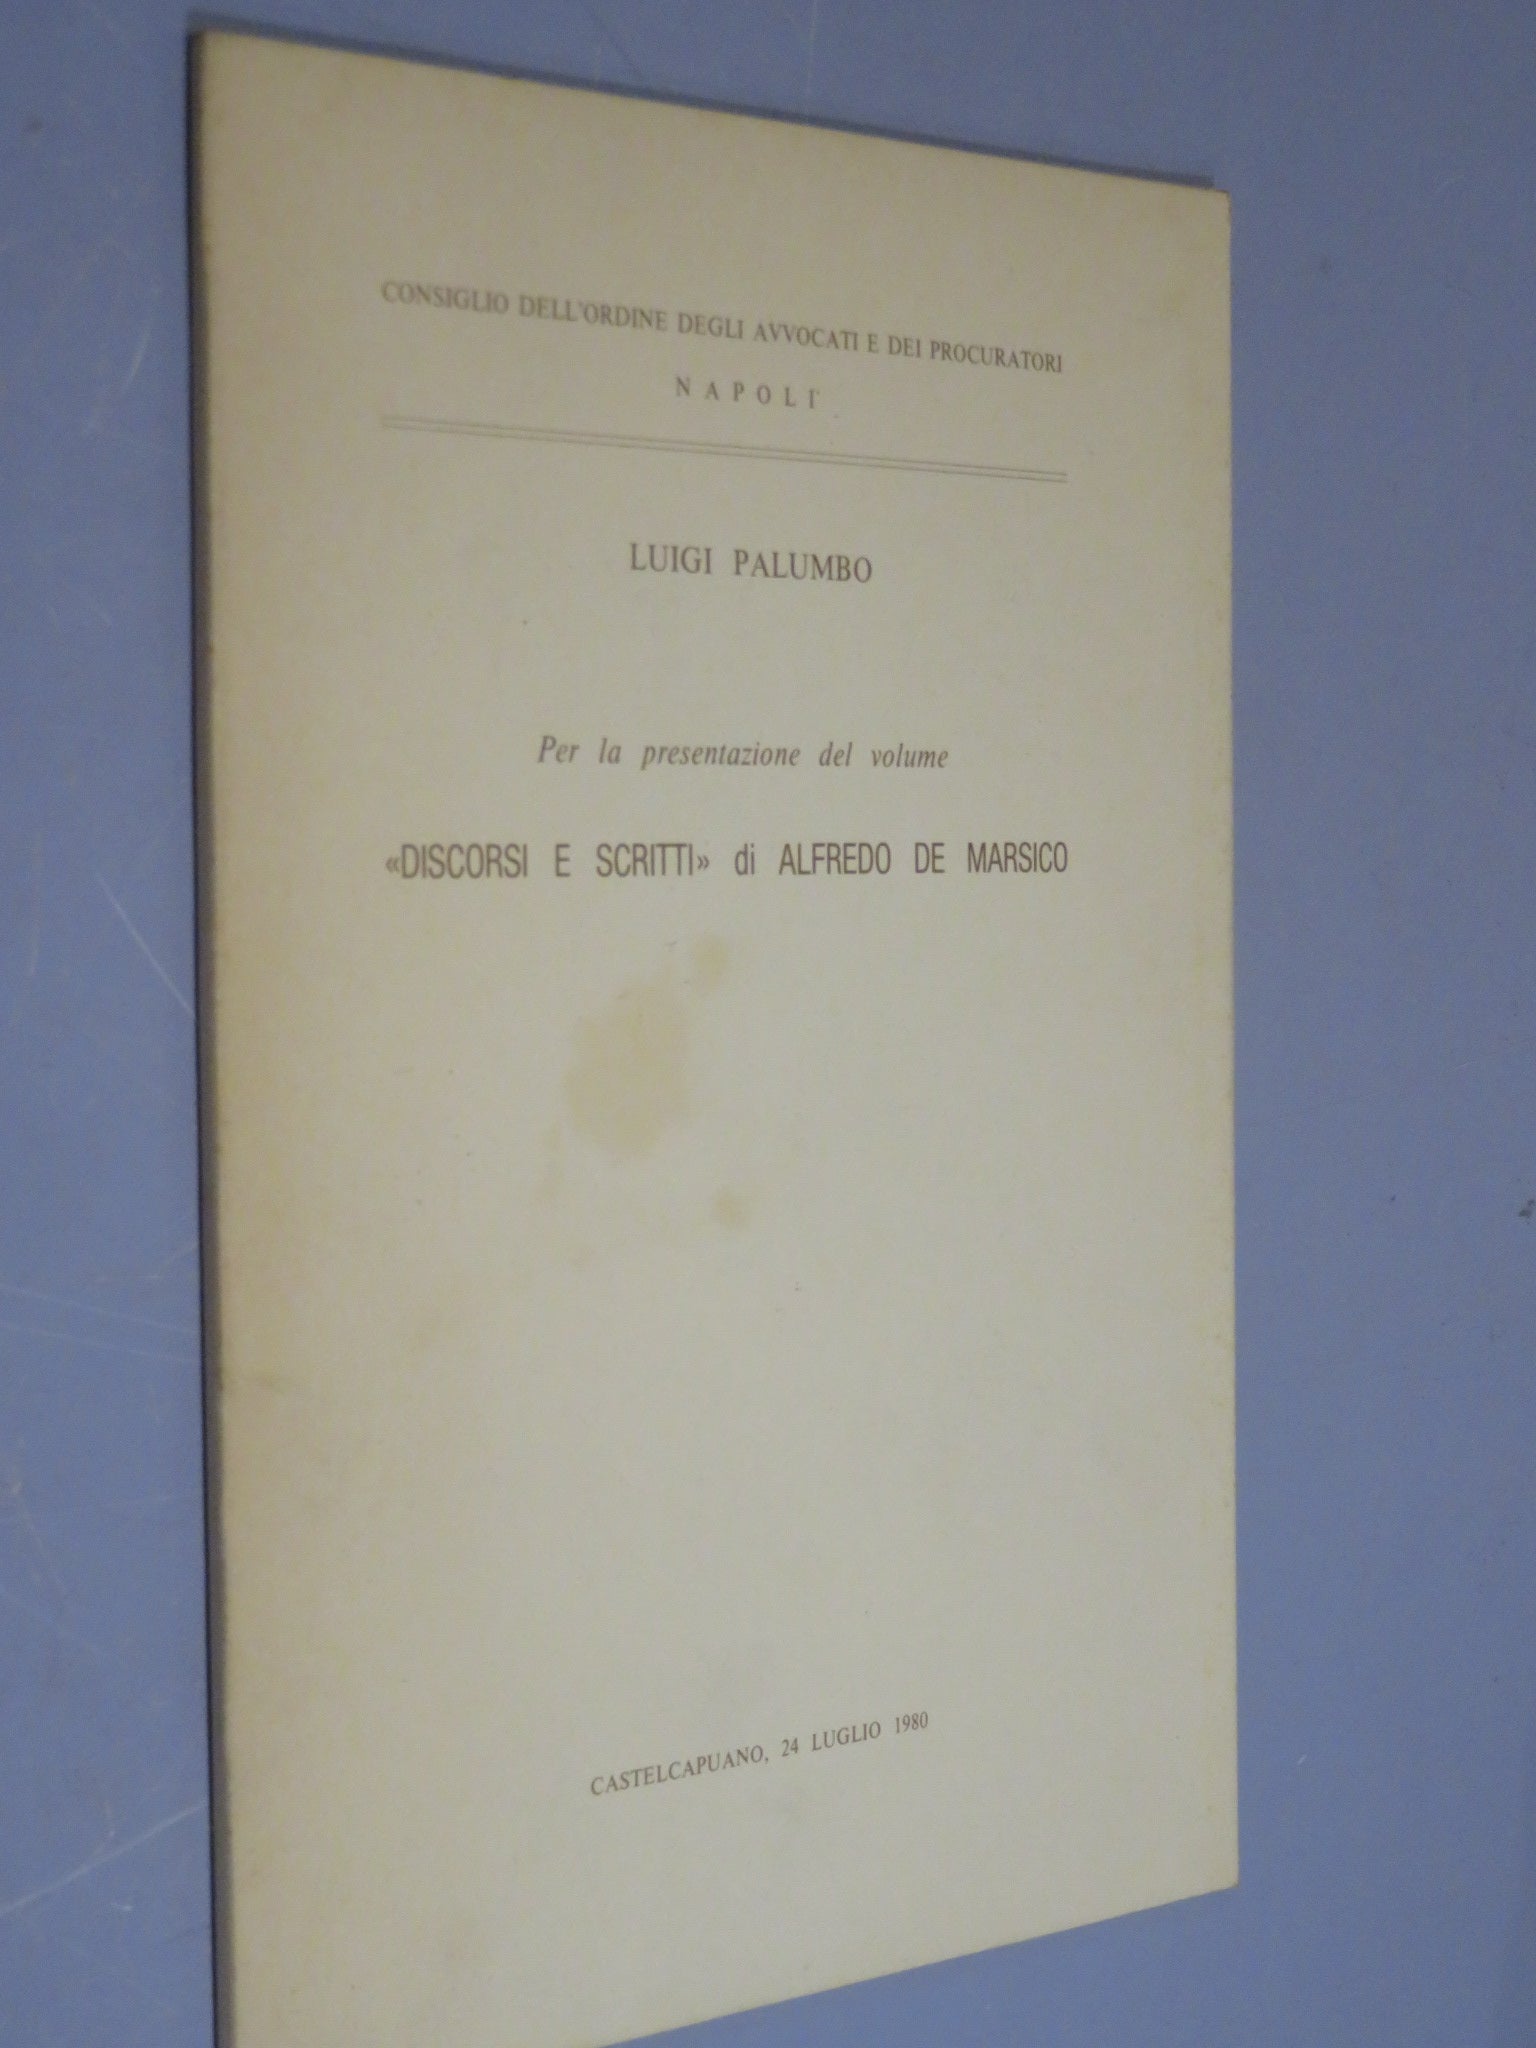 CONSIGLIO DELL'ORDINE DEGLI AVVOCATI E DEI PROCURATORI
NAPOLI
LUIGI PALUMBO
Per la presentazione del volume
«DISCORSI E SCRITTI» di ALFREDO DE MARSICO
CASTELCAPUANO, 24 LUGLIO 1980